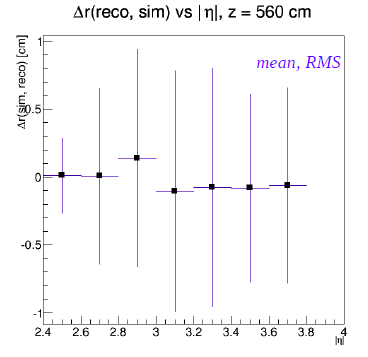 Δr(reco, sim) vs |η|, z = 560 cm
Δr(sim, reco) [cm]
mean, RMS
1
0.5
0
-0.5
-1
2.4 2.6 2.8 3 3.2 3.4 3.6 3.8 4
|η|